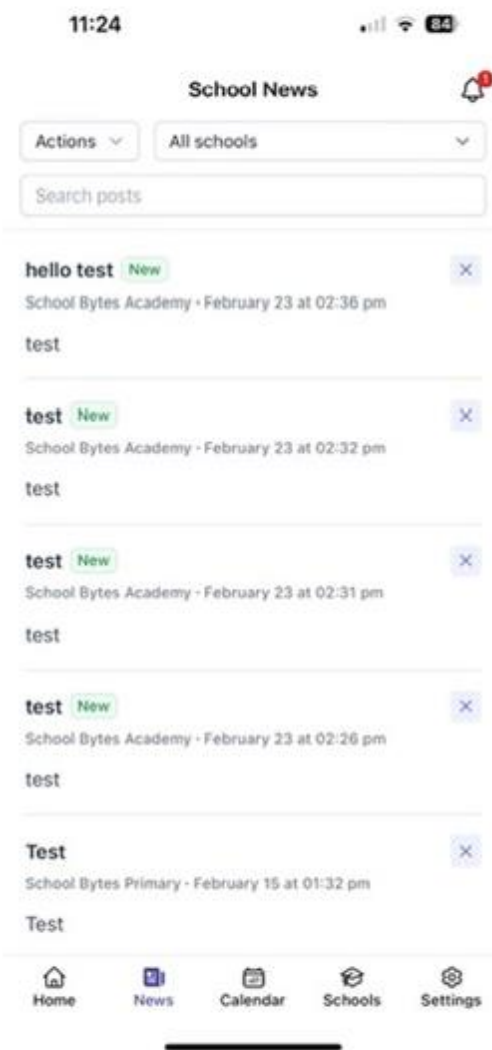 11:24
84
School News
1
Actions
All schools
Search posts
hello test New
School Bytes Academy • February 23 at 02:36 pm
test
test New
School Bytes Academy • February 23 at 02:32 pm
test
test New
School Bytes Academy • February 23 at 02:31 pm
test
test New
School Bytes Academy • February 23 at 02:26 pm
test
Test
School Bytes Primary • February 15 at 01:32 pm
Test
Home News Calendar Schools Settings